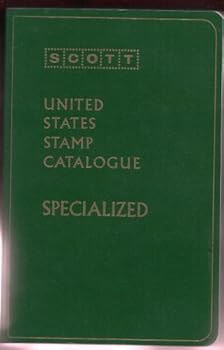 SCOTT
UNITED
STATES
STAMP
CATALOGUE
SPECIALIZED